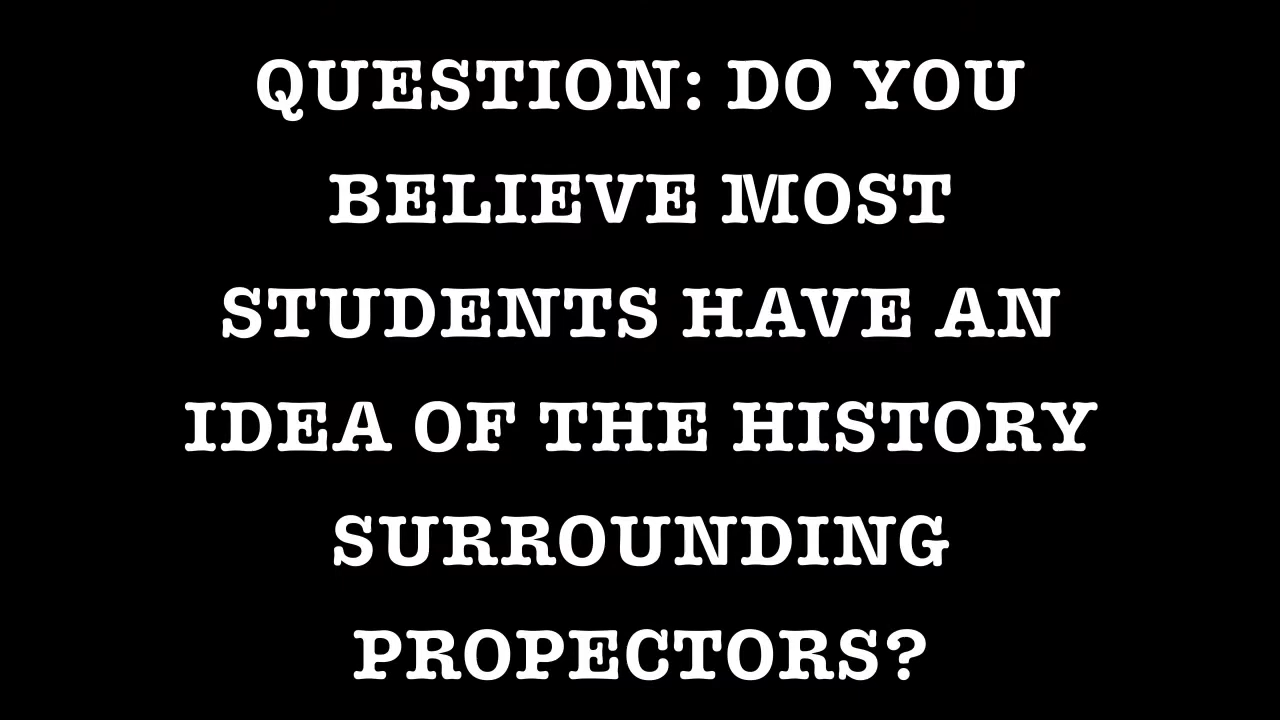 QUESTION: DO YOU
BELIEVE MOST
STUDENTS HAVE AN
IDEA OF THE HISTORY
SURROUNDING
PROPECTORS?